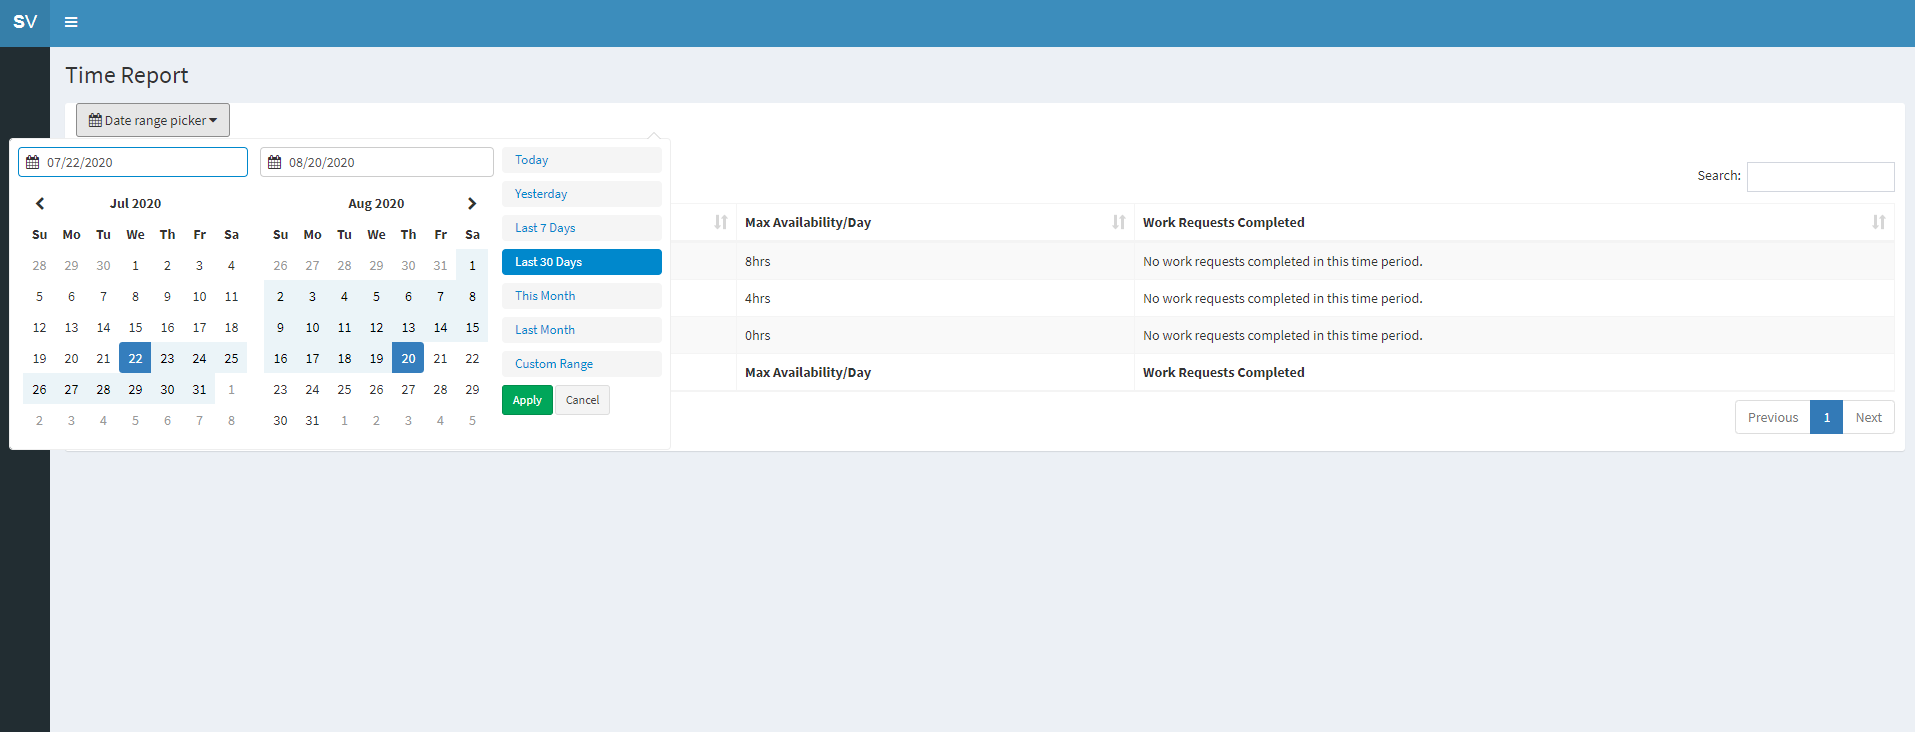 SV
Time Report
Date range picker
07/22/2020 08/20/2020
Jul 2020
Su Mo Tu We Th Fr Sa
28 29 30 1 2 3 4
5 6 7 8 9 10 11
12 13 14 15 16 17 18
19 20 21 22 23 24 25
26 27 28 29 30 31 1
2 3 4 5 6 7 8
Aug 2020
Su Mo Tu We Th Fr Sa
26 27 28 29 30 31 1
2 3 4 5 6 7 8
9 10 11 12 13 14 15
16 17 18 19 20 21 22
23 24 25 26 27 28 29
30 31 1 2 3 4 5
Today
Yesterday
Last 7 Days
Last 30 Days
This Month
Last Month
Custom Range
Apply Cancel
Search:
Max Availability/Day Work Requests Completed
8hrs No work requests completed in this time period.
4hrs No work requests completed in this time period.
0hrs No work requests completed in this time period.
Max Availability/Day Work Requests Completed
Previous 1 Next